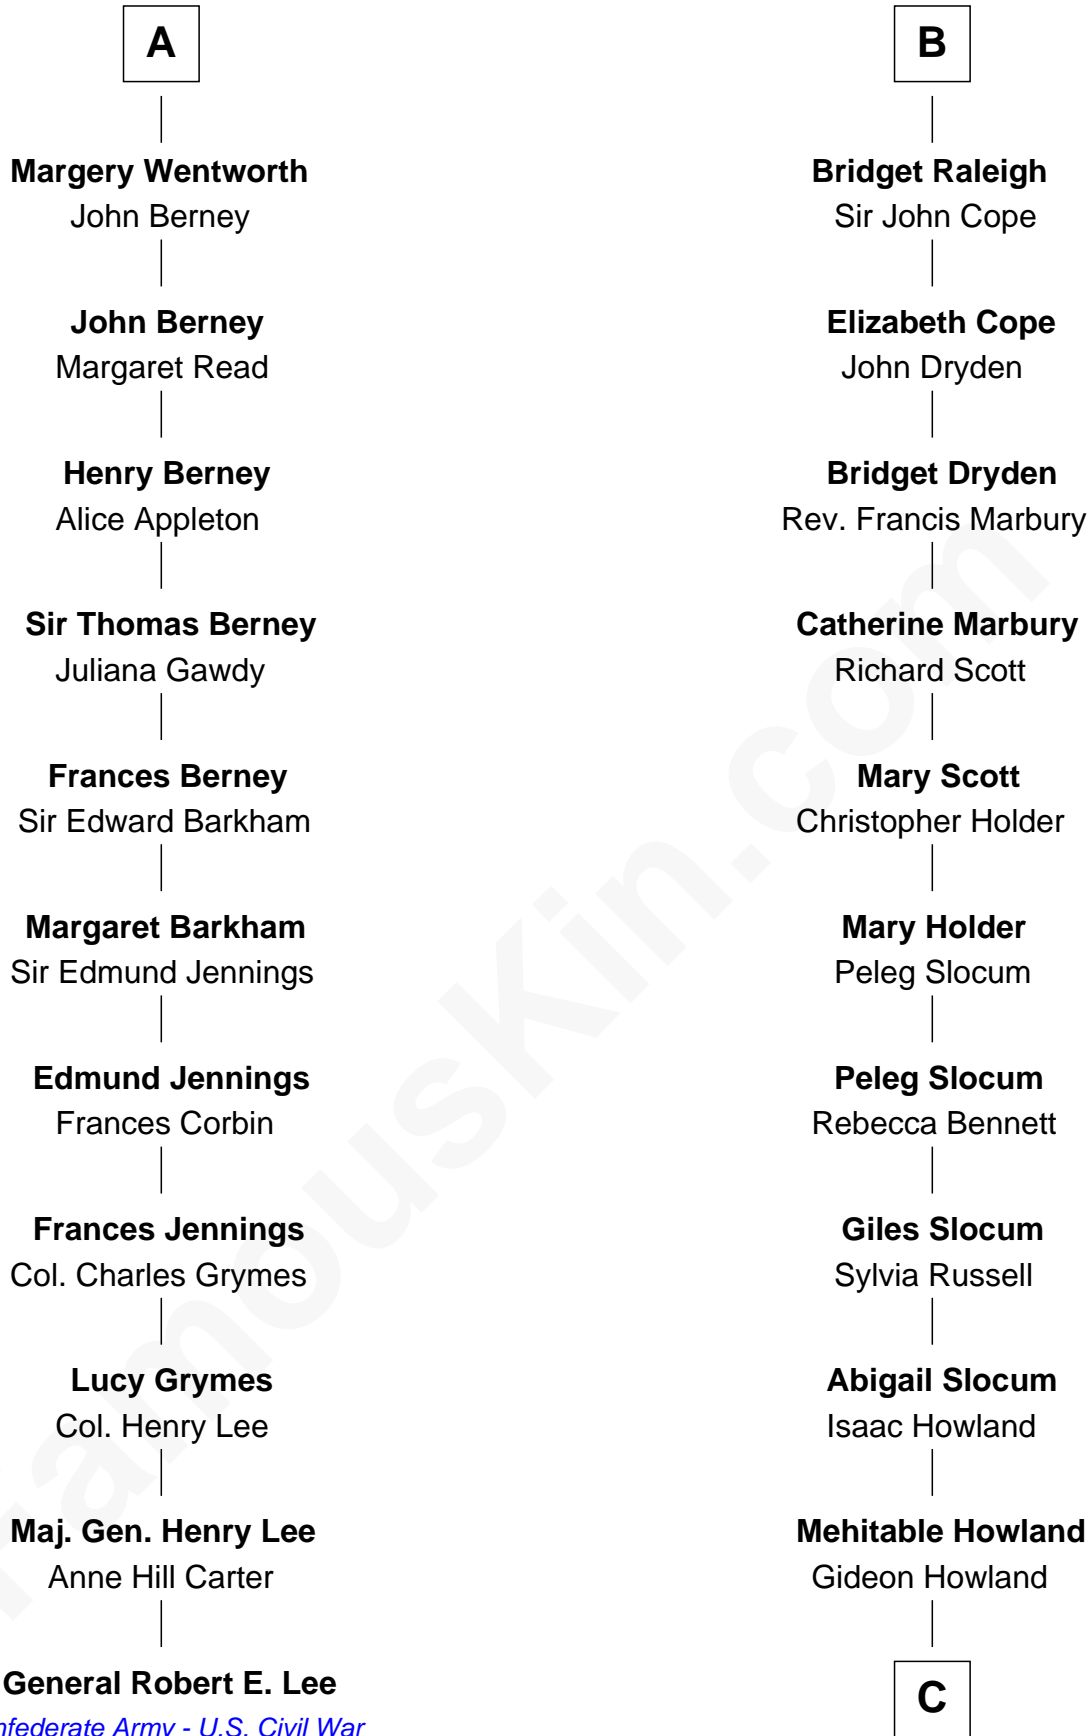 A
Margery Wentworth
John Berney
John Berney
Margaret Read
Henry Berney
Alice Appleton
Sir Thomas Berney
Juliana Gawdy
Frances Berney
Sir Edward Barkham
Margaret Barkham
Sir Edmund Jennings
Edmund Jennings
Frances Corbin
Frances Jennings
Col. Charles Grymes
Lucy Grymes
Col. Henry Lee
Maj. Gen. Henry Lee
Anne Hill Carter
General Robert E. Lee
nfederate Army - U.S. Civil War
B
Bridget Raleigh
Sir John Cope
Elizabeth Cope
John Dryden
Bridget Dryden
Rev. Francis Marbury
Catherine Marbury
Richard Scott
Mary Scott
Christopher Holder
Mary Holder
Peleg Slocum
Peleg Slocum
Rebecca Bennett
Giles Slocum
Sylvia Russell
Abigail Slocum
Isaac Howland
Mehitable Howland
Gideon Howland
C
FamousKin.com